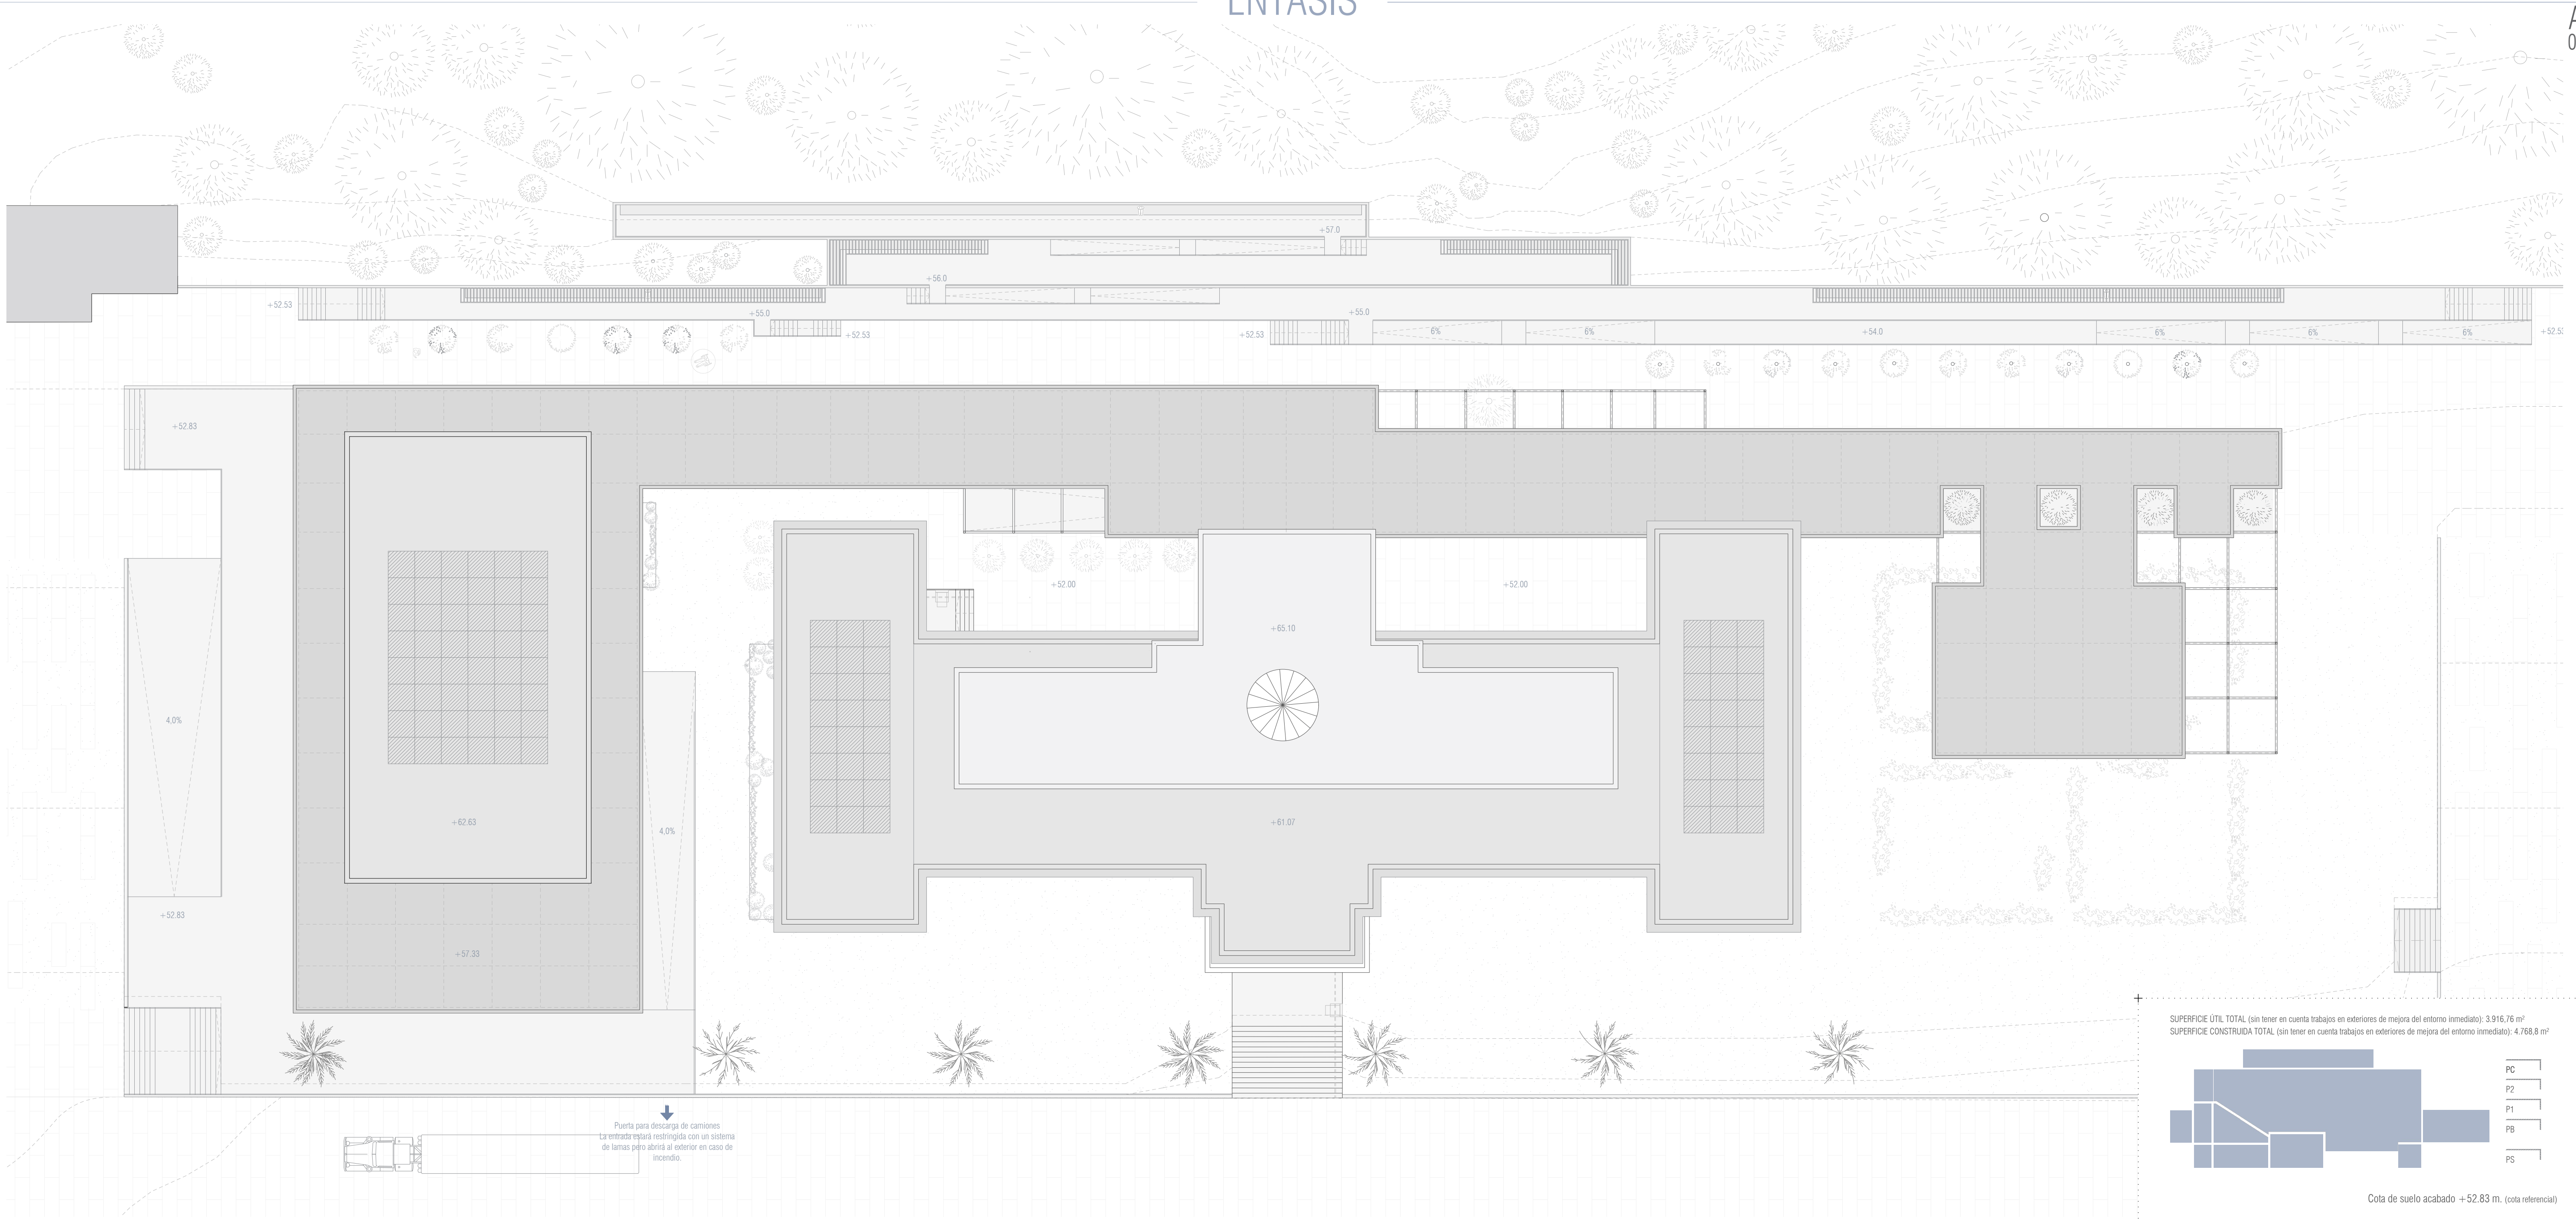 ENTASIS
+57.0
+56.0
+52.53
+55.0
+52.53
+55.0
+52.53
6%
6%
+54.0
6%
6%
6%
+52.83
+52.00
+52.00
+65.10
4,0%
+62.63
4,0%
+61.07
+52.83
+57.33
Puerta para descarga de camiones
La entrada estará restringida con un sistema
de lamas pero abrirá al exterior en caso de
incendio.
SUPERFICIE ÚTIL TOTAL (sin tener en cuenta trabajos en exteriores de mejora del entorno inmediato): 3.916,76 m²
SUPERFICIE CONSTRUIDA TOTAL (sin tener en cuenta trabajos en exteriores de mejora del entorno inmediato): 4.768,8 m²
PC
P2
P1
PB
PS
Cota de suelo acabado +52.83 m. (cota referencial)